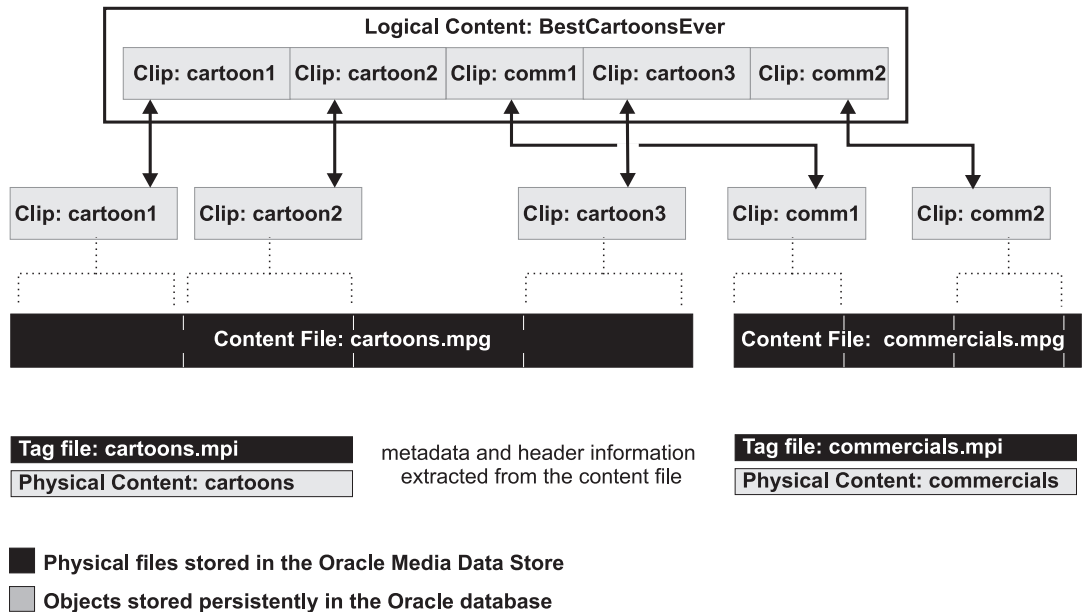 Logical Content: BestCartoonsEver
Clip: cartoon1 Clip: cartoon2 Clip: comm1 Clip: cartoon3 Clip: comm2
Clip: cartoon1 Clip: cartoon2 Clip: cartoon3 Clip: comm1 Clip: comm2
Content File: cartoons.mpg Content File: commercials.mpg
Tag file: cartoons.mpi
Physical Content: cartoons
metadata and header information
extracted from the content file
Tag file: commercials.mpi
Physical Content: commercials
Physical files stored in the Oracle Media Data Store
Objects stored persistently in the Oracle database